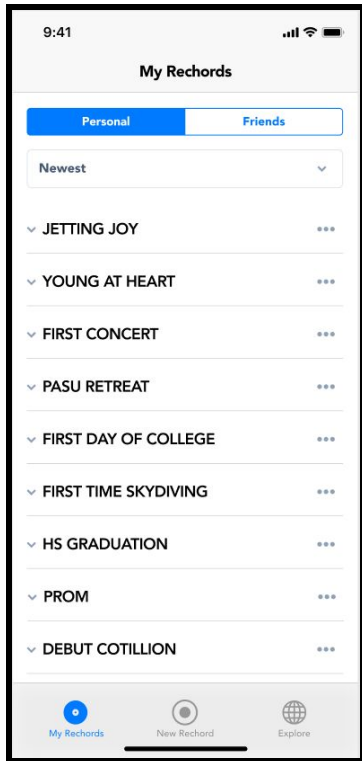 9:41
My Rechords
Personal Friends
Newest
JETTING JOY
YOUNG AT HEART
FIRST CONCERT
PASU RETREAT
FIRST DAY OF COLLEGE
FIRST TIME SKYDIVING
HS GRADUATION
PROM
DEBUT COTILLION
My Rechords New Rechord Explore